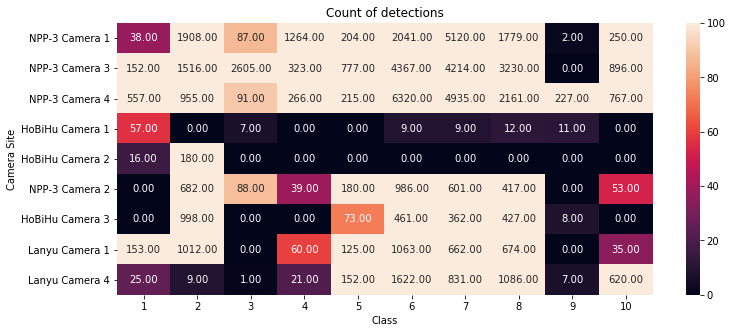 Count of detections
NPP-3 Camera 1 38.00 1908.00 87.00 1264.00 204.00 2041.00 5120.00 1779.00 2.00 250.00
NPP-3 Camera 3 152.00 1516.00 2605.00 323.00 777.00 4367.00 4214.00 3230.00 0.00 896.00
NPP-3 Camera 4 557.00 955.00 91.00 266.00 215.00 6320.00 4935.00 2161.00 227.00 767.00
HoBiHu Camera 1 57.00 0.00 7.00 0.00 0.00 9.00 9.00 12.00 11.00 0.00
HoBiHu Camera 2 16.00 180.00 0.00 0.00 0.00 0.00 0.00 0.00 0.00 0.00
NPP-3 Camera 2 0.00 682.00 88.00 39.00 180.00 986.00 601.00 417.00 0.00 53.00
HoBiHu Camera 3 0.00 998.00 0.00 0.00 73.00 461.00 362.00 427.00 8.00 0.00
Lanyu Camera 1 153.00 1012.00 0.00 60.00 125.00 1063.00 662.00 674.00 0.00 35.00
Lanyu Camera 4 25.00 9.00 1.00 21.00 152.00 1622.00 831.00 1086.00 7.00 620.00
1 2 3 4 5 6 7 8 9 10
Class
Camera Site
100
80
60
40
20
0